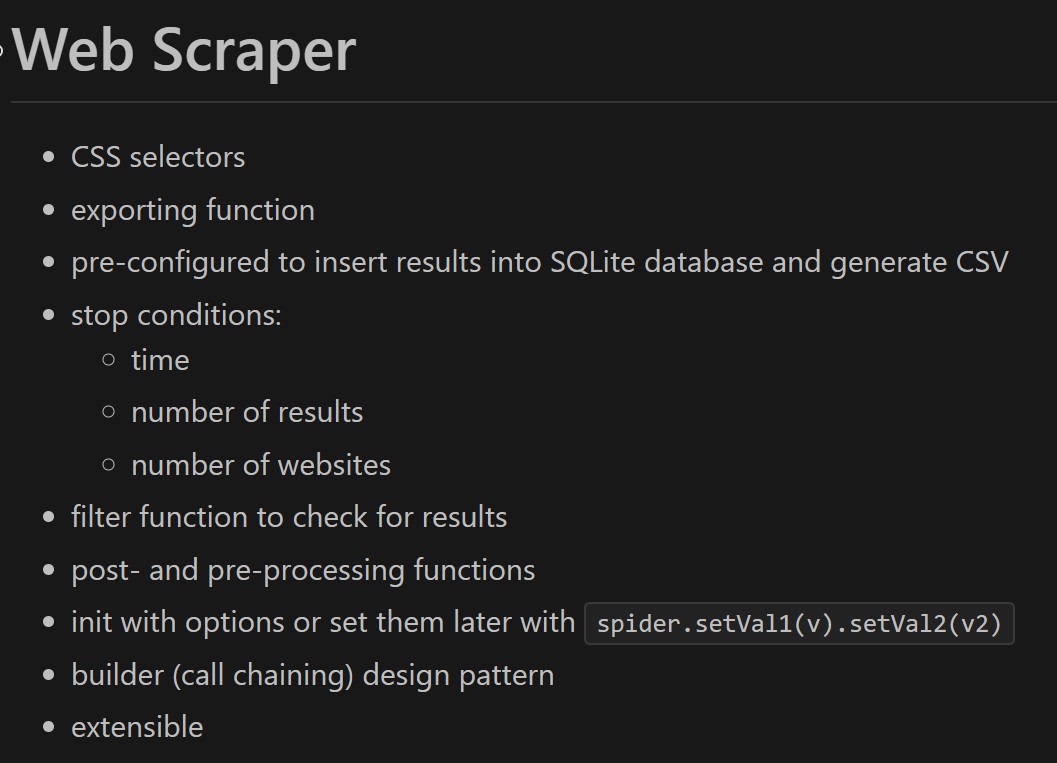 Web Scraper
CSS selectors
exporting function
pre-configured to insert results into SQLite database and generate CSV
stop conditions:
time
number of results
number of websites
filter function to check for results
post- and pre-processing functions
init with options or set them later with spider.setVal1(v).setVal2(v2)
builder (call chaining) design pattern
extensible